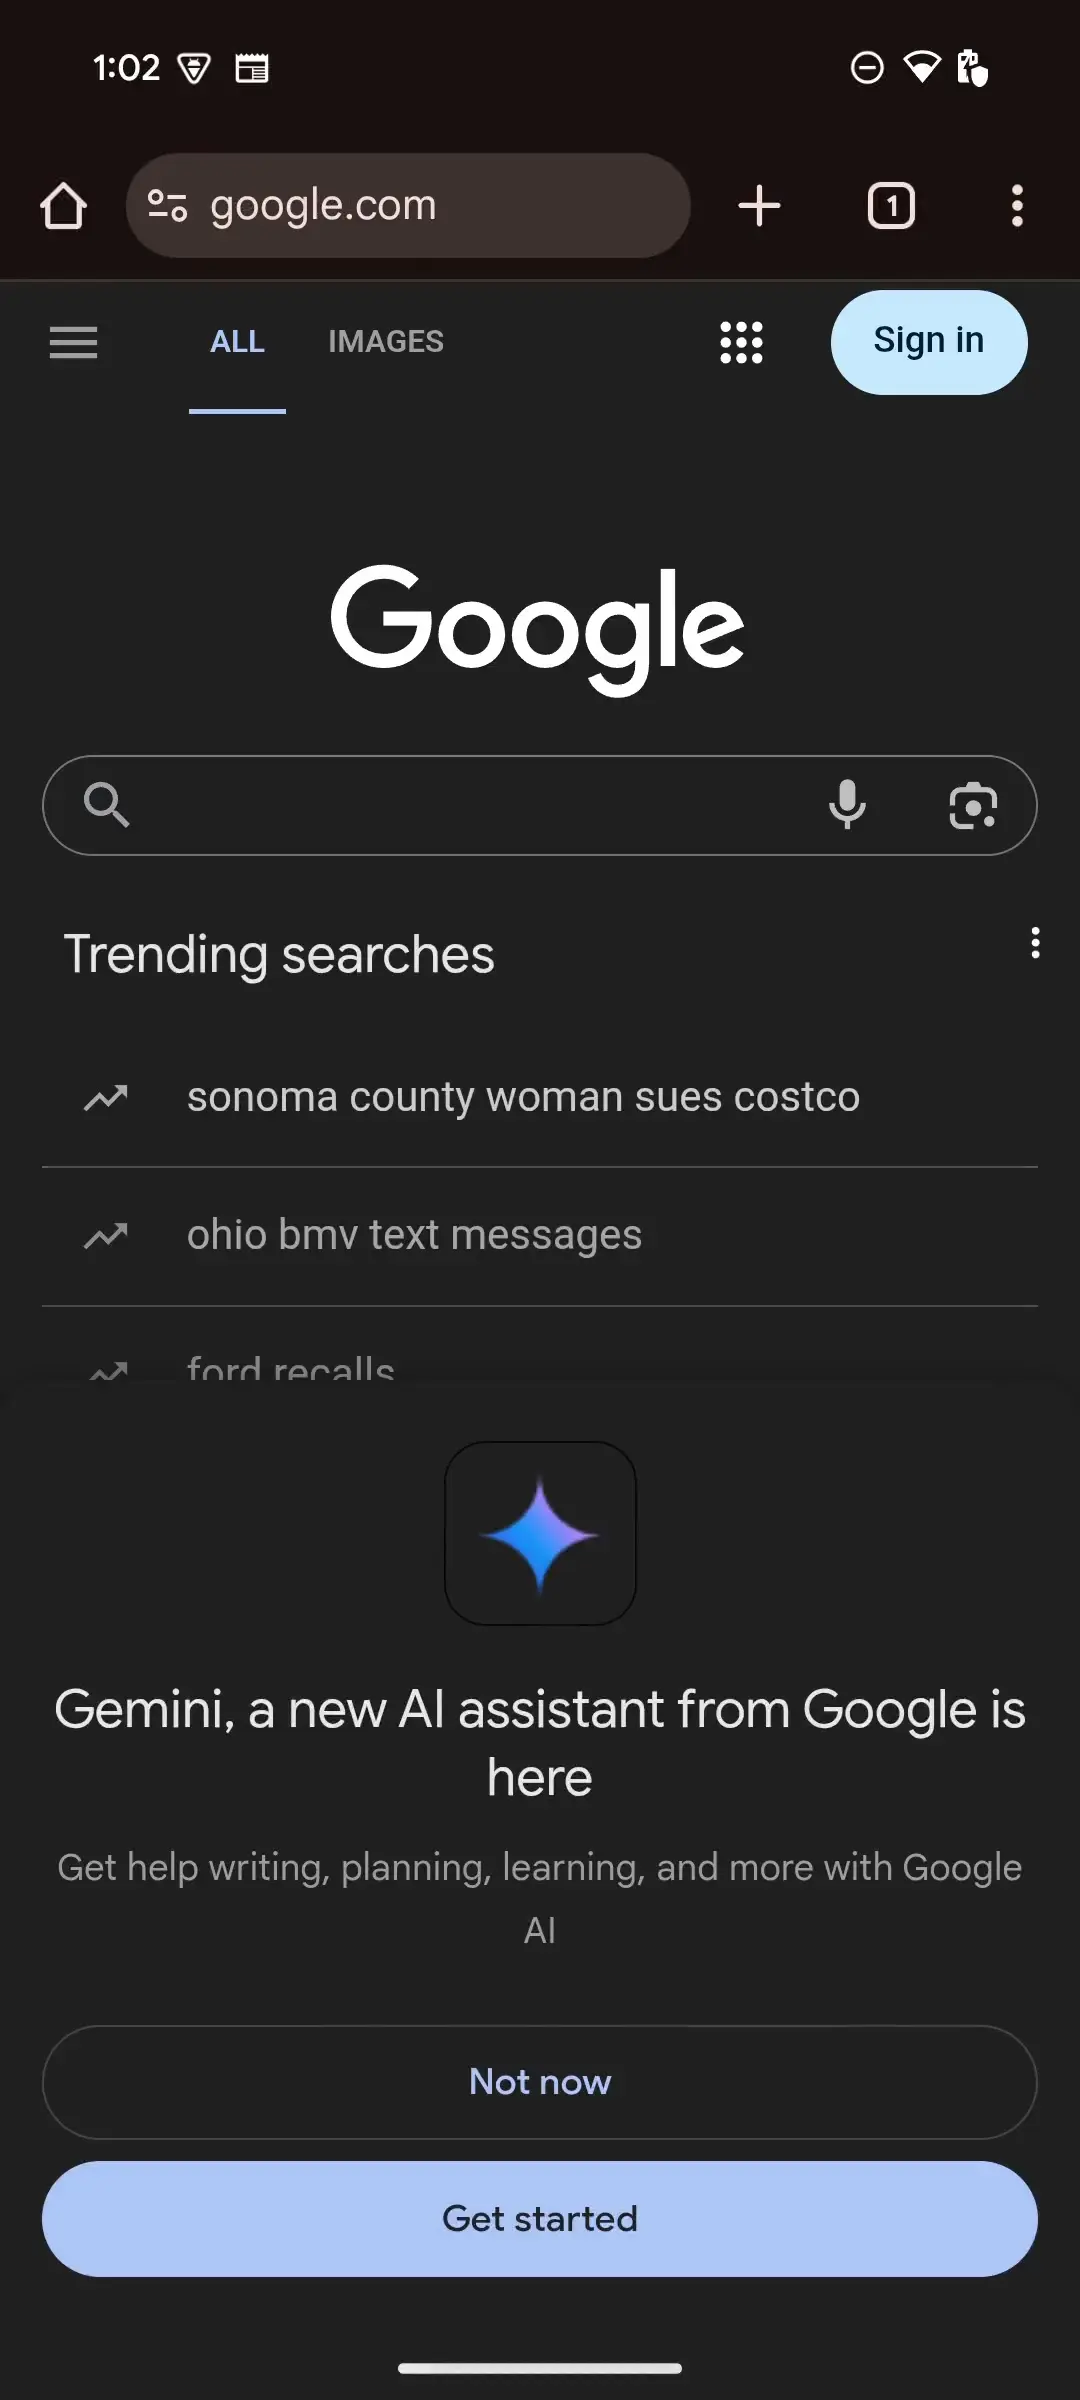 1:02
google.com
1
ALL
IMAGES
Sign in
Google
Trending searches
sonoma county woman sues costco
ohio bmv text messages
ford recalls
Gemini, a new AI assistant from Google is
here
Get help writing, planning, learning, and more with Google
AI
Not now
Get started